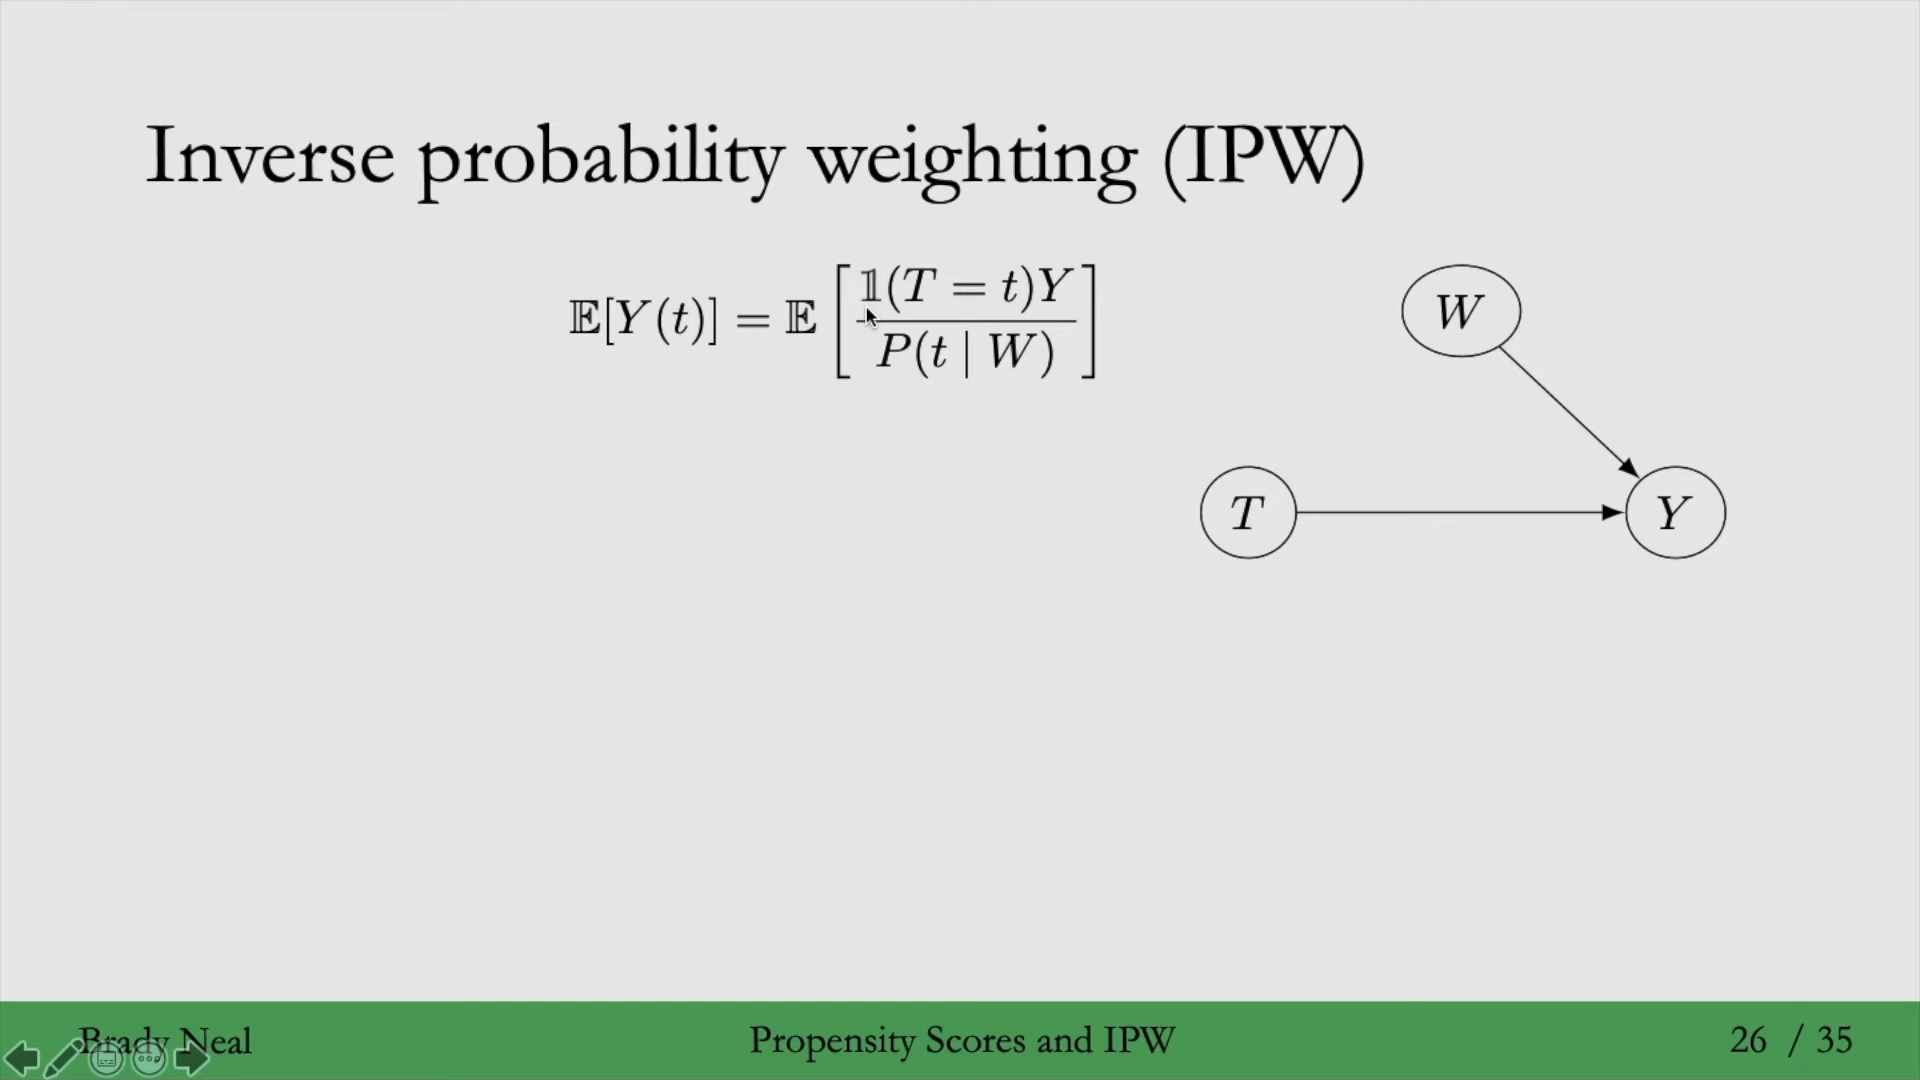 Inverse probability weighting (IPW)
𝔼[Y(t)] = 𝔼 [ 𝟙(T = t)Y / P(t | W) ]
W
T
Y
Brady Neal
Propensity Scores and IPW
26 / 35